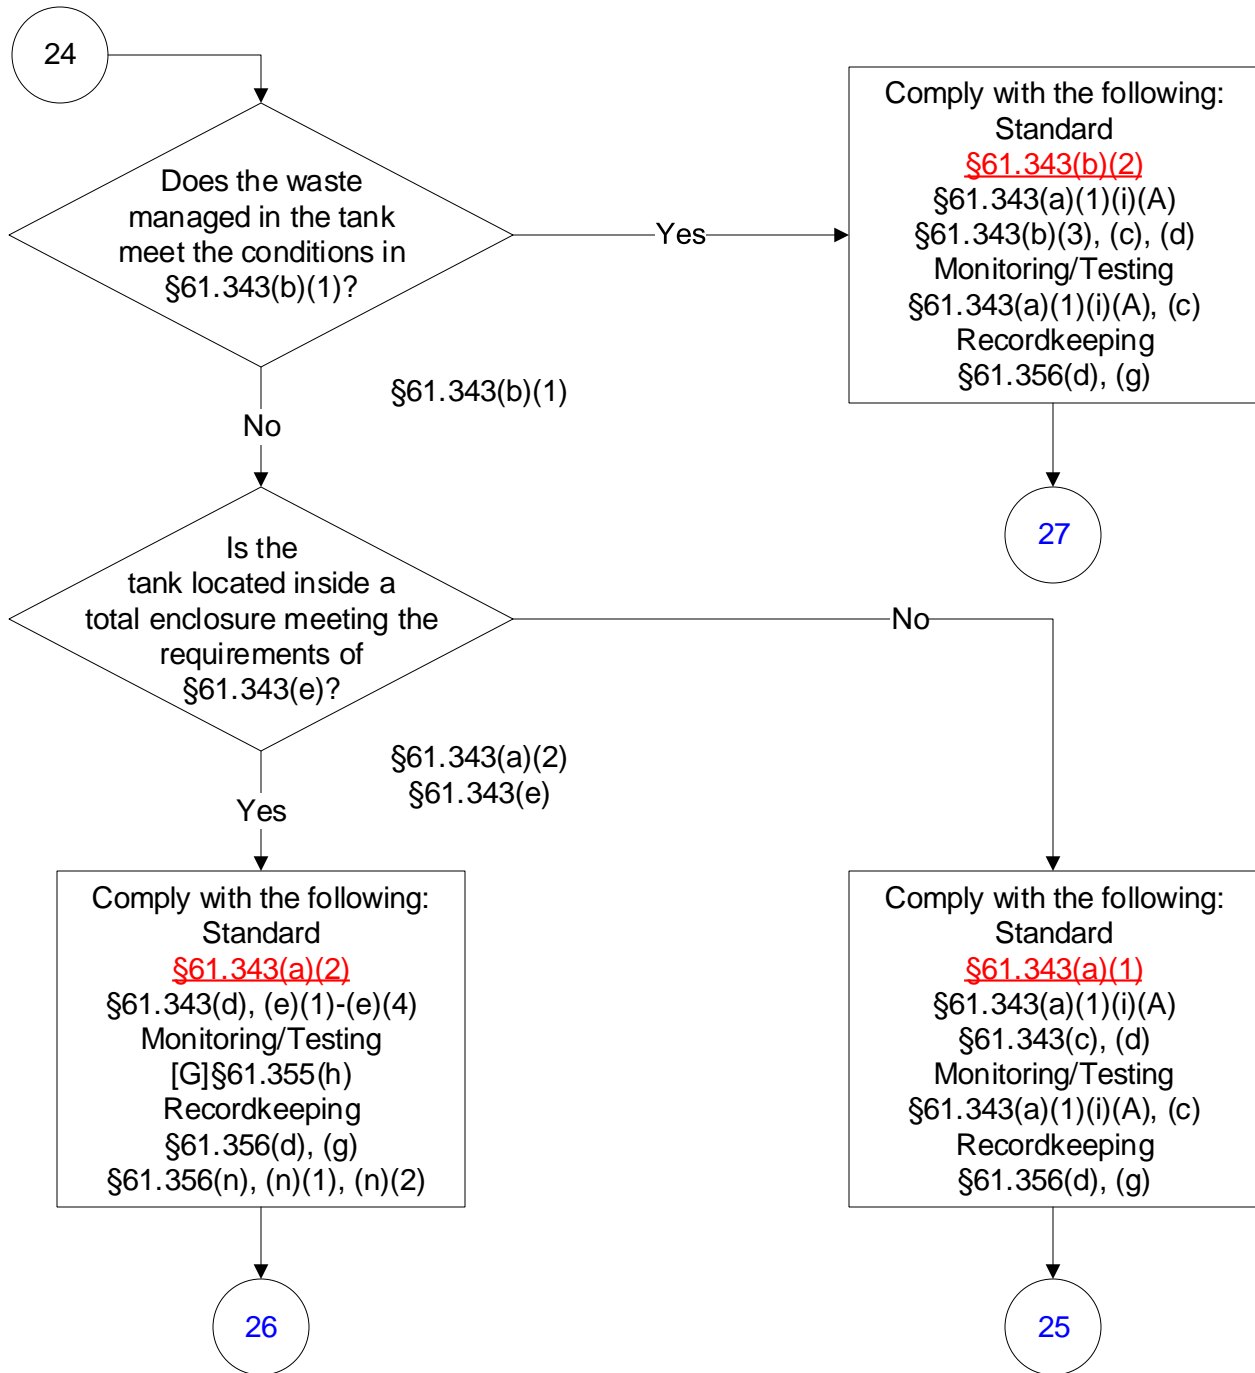 24
Does the waste
managed in the tank
meet the conditions in
§61.343(b)(1)?
Yes
Comply with the following:
Standard
§61.343(b)(2)
§61.343(a)(1)(i)(A)
§61.343(b)(3), (c), (d)
Monitoring/Testing
§61.343(a)(1)(i)(A), (c)
Recordkeeping
§61.356(d), (g)
27
§61.343(b)(1)
No
Is the
tank located inside a
total enclosure meeting the
requirements of
§61.343(e)?
No
§61.343(a)(2)
§61.343(e)
Yes
Comply with the following:
Standard
§61.343(a)(2)
§61.343(d), (e)(1)-(e)(4)
Monitoring/Testing
[G]§61.355(h)
Recordkeeping
§61.356(d), (g)
§61.356(n), (n)(1), (n)(2)
26
Comply with the following:
Standard
§61.343(a)(1)
§61.343(a)(1)(i)(A)
§61.343(c), (d)
Monitoring/Testing
§61.343(a)(1)(i)(A), (c)
Recordkeeping
§61.356(d), (g)
25